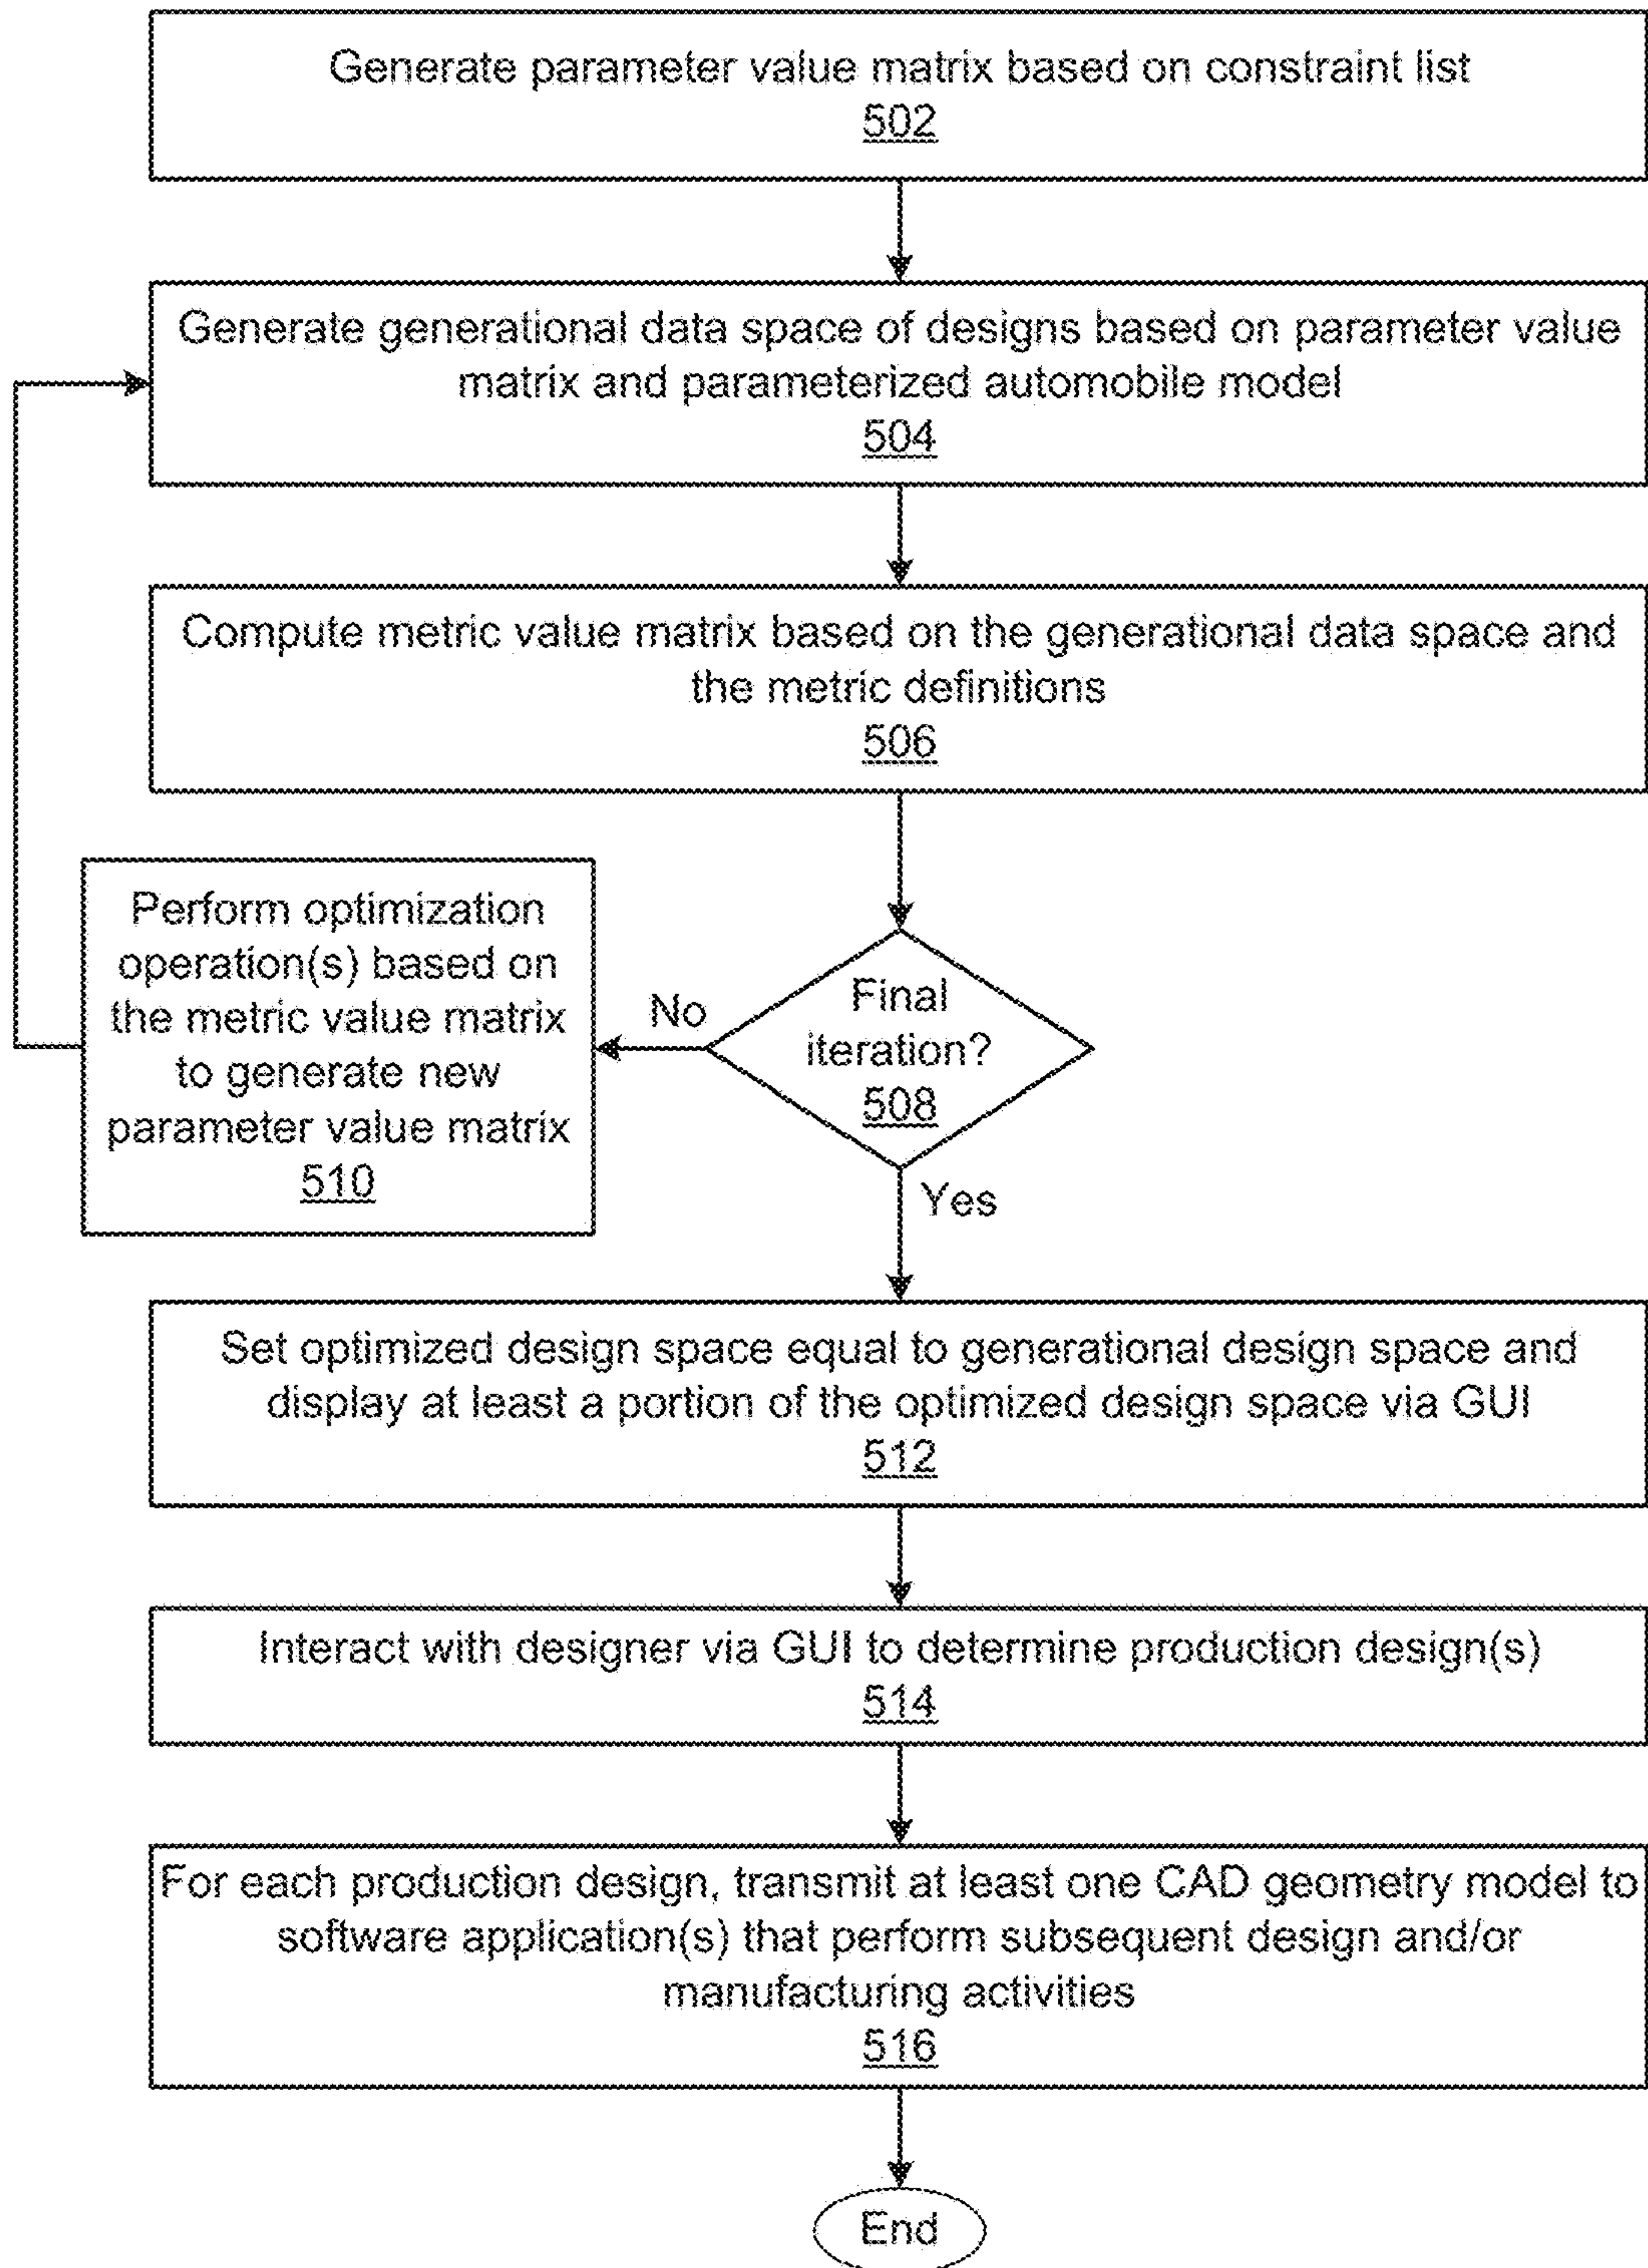 Generate parameter value matrix based on constraint list
502
Generate generational data space of designs based on parameter value
matrix and parameterized automobile model
504
Compute metric value matrix based on the generational data space and
the metric definitions
506
Final
iteration?
508
No
Perform optimization
operation(s) based on
the metric value matrix
to generate new
parameter value matrix
510
Yes
Set optimized design space equal to generational design space and
display at least a portion of the optimized design space via GUI
512
Interact with designer via GUI to determine production design(s)
514
For each production design, transmit at least one CAD geometry model to
software application(s) that perform subsequent design and/or
manufacturing activities
516
End